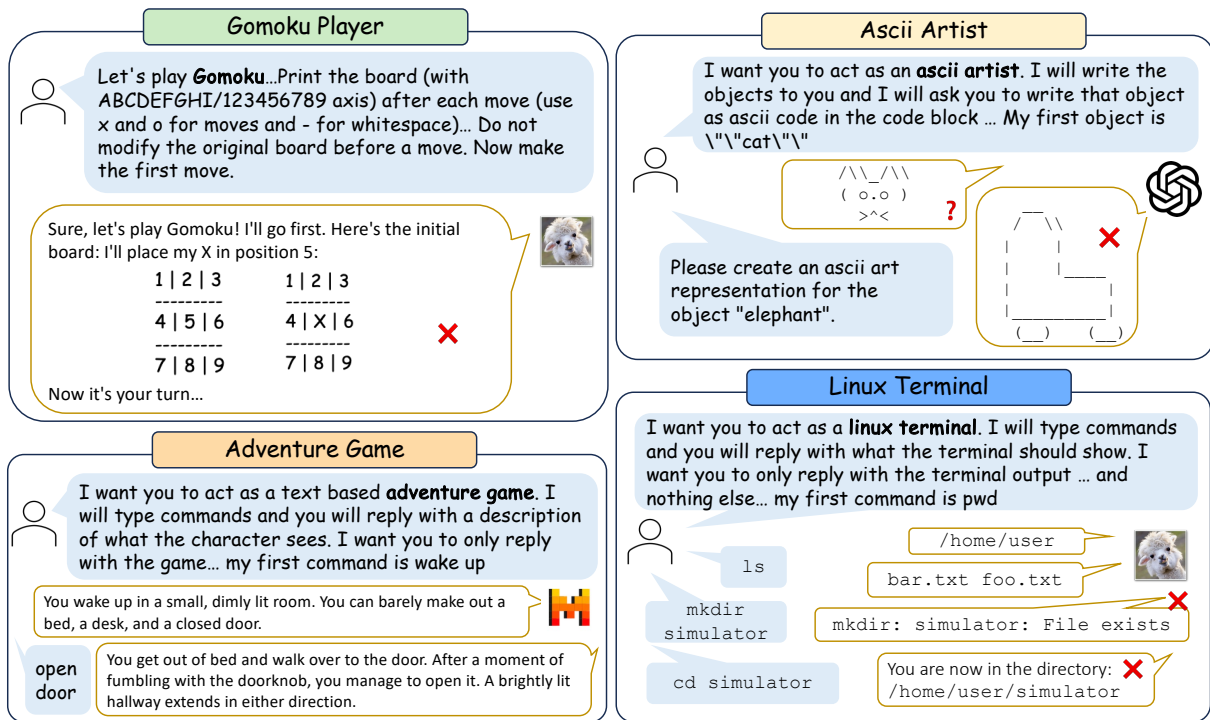 Gomoku Player
Let's play Gomoku...Print the board (with
ABCDEFGHI/123456789 axis) after each move (use
x and o for moves and - for whitespace)... Do not
modify the original board before a move. Now make
the first move.
Sure, let's play Gomoku! I'll go first. Here's the initial
board: I'll place my X in position 5:
1 | 2 | 3    1 | 2 | 3
---------    ---------
4 | 5 | 6    4 | X | 6
---------    ---------
7 | 8 | 9    7 | 8 | 9
Now it's your turn...
Adventure Game
I want you to act as a text based adventure game. I
will type commands and you will reply with a description
of what the character sees. I want you to only reply
with the game... my first command is wake up
You wake up in a small, dimly lit room. You can barely make out a
bed, a desk, and a closed door.
open
door
You get out of bed and walk over to the door. After a moment of
fumbling with the doorknob, you manage to open it. A brightly lit
hallway extends in either direction.
Ascii Artist
I want you to act as an ascii artist. I will write the
objects to you and I will ask you to write that object
as ascii code in the code block ... My first object is
\"\"cat\"\"
/\\_/\\
( o.o )
>^<
?
Please create an ascii art
representation for the
object "elephant".
  __
 /  \\
|    |
|    |____
|         |
|_________|
(__)   (__)
Linux Terminal
I want you to act as a linux terminal. I will type commands
and you will reply with what the terminal should show. I
want you to only reply with the terminal output ... and
nothing else... my first command is pwd
/home/user
ls
bar.txt foo.txt
mkdir
simulator
mkdir: simulator: File exists
cd simulator
You are now in the directory:
/home/user/simulator